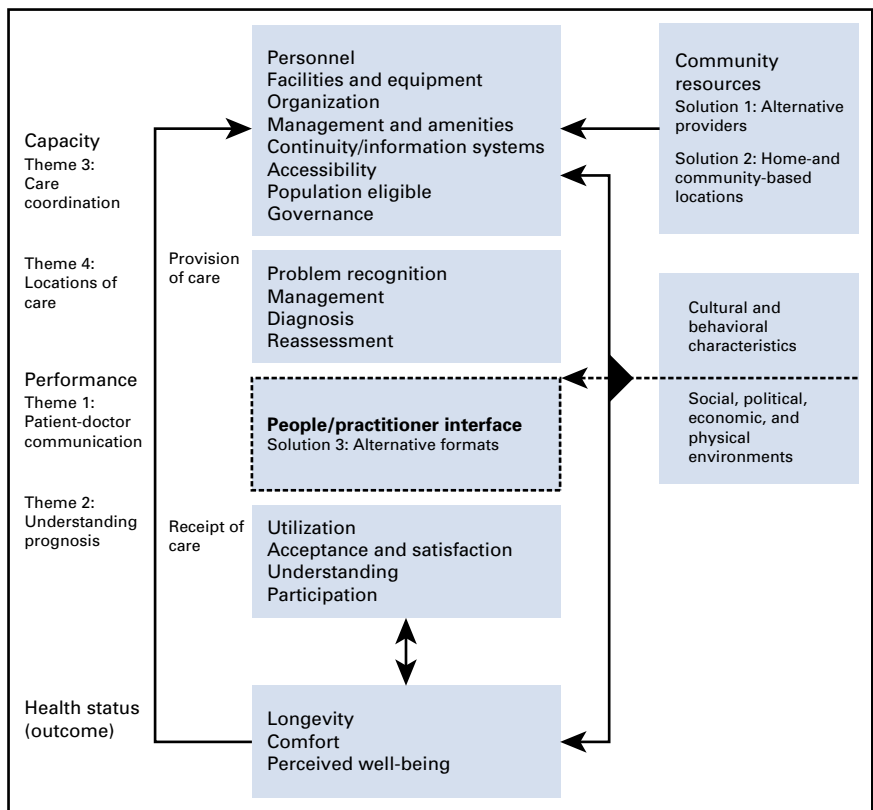 Capacity
Theme 3:
Care
coordination
Theme 4:
Locations of
care
Performance
Theme 1:
Patient-doctor
communication
Theme 2:
Understanding
prognosis
Health status
(outcome)
Provision
of care
Receipt of
care
Personnel
Facilities and equipment
Organization
Management and amenities
Continuity/information systems
Accessibility
Population eligible
Governance
Problem recognition
Management
Diagnosis
Reassessment
People/practitioner interface
Solution 3: Alternative formats
Utilization
Acceptance and satisfaction
Understanding
Participation
Longevity
Comfort
Perceived well-being
Community
resources
Solution 1: Alternative
providers
Solution 2: Home-and
community-based
locations
Cultural and
behavioral
characteristics
Social, political,
economic, and
physical
environments